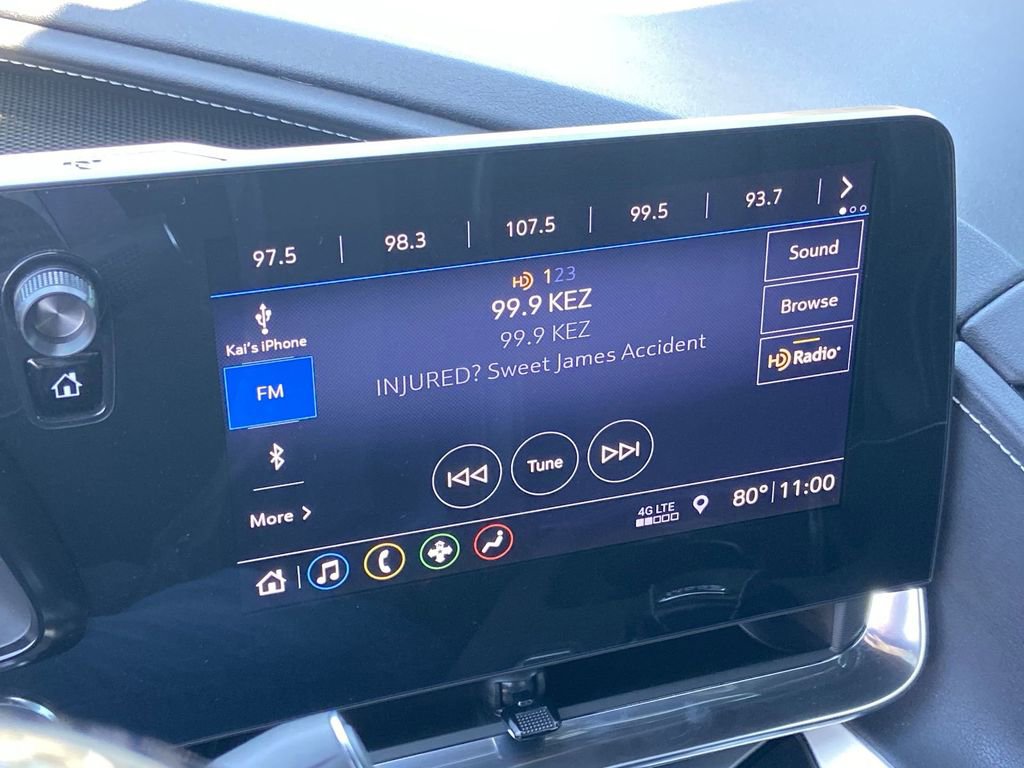 97.5 | 98.3 | 107.5 | 99.5 | 93.7
HD 123
99.9 KEZ
99.9 KEZ
INJURED? Sweet James Accident
Sound
Browse
HD Radio
Kai's iPhone
FM
More
Tune
4G LTE
80° | 11:00